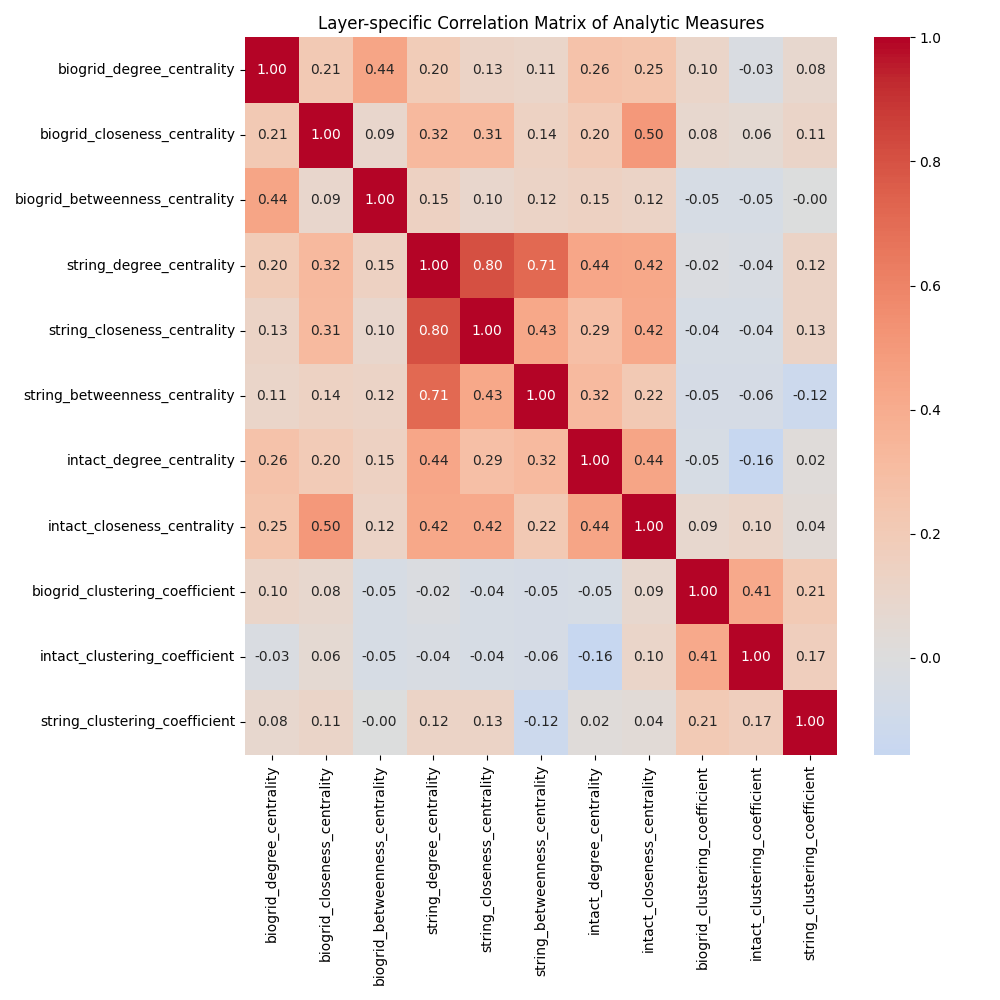 Layer-specific Correlation Matrix of Analytic Measures
biogrid_degree_centrality 1.00 0.21 0.44 0.20 0.13 0.11 0.26 0.25 0.10 -0.03 0.08
biogrid_closeness_centrality 0.21 1.00 0.09 0.32 0.31 0.14 0.20 0.50 0.08 0.06 0.11
biogrid_betweenness_centrality 0.44 0.09 1.00 0.15 0.10 0.12 0.15 0.12 -0.05 -0.05 -0.00
string_degree_centrality 0.20 0.32 0.15 1.00 0.80 0.71 0.44 0.42 -0.02 -0.04 0.12
string_closeness_centrality 0.13 0.31 0.10 0.80 1.00 0.43 0.29 0.42 -0.04 -0.04 0.13
string_betweenness_centrality 0.11 0.14 0.12 0.71 0.43 1.00 0.32 0.22 -0.05 -0.06 -0.12
intact_degree_centrality 0.26 0.20 0.15 0.44 0.29 0.32 1.00 0.44 -0.05 -0.16 0.02
intact_closeness_centrality 0.25 0.50 0.12 0.42 0.42 0.22 0.44 1.00 0.09 0.10 0.04
biogrid_clustering_coefficient 0.10 0.08 -0.05 -0.02 -0.04 -0.05 -0.05 0.09 1.00 0.41 0.21
intact_clustering_coefficient -0.03 0.06 -0.05 -0.04 -0.04 -0.06 -0.16 0.10 0.41 1.00 0.17
string_clustering_coefficient 0.08 0.11 -0.00 0.12 0.13 -0.12 0.02 0.04 0.21 0.17 1.00
biogrid_degree_centrality
biogrid_closeness_centrality
biogrid_betweenness_centrality
string_degree_centrality
string_closeness_centrality
string_betweenness_centrality
intact_degree_centrality
intact_closeness_centrality
biogrid_clustering_coefficient
intact_clustering_coefficient
string_clustering_coefficient
1.0
0.8
0.6
0.4
0.2
0.0